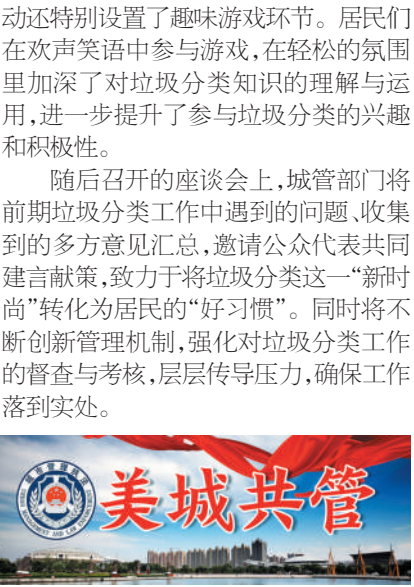 动还特别设置了趣味游戏环节。居民们
在欢声笑语中参与游戏,在轻松的氛围
里加深了对垃圾分类知识的理解与运
用,进一步提升了参与垃圾分类的兴趣
和积极性。
随后召开的座谈会上,城管部门将
前期垃圾分类工作中遇到的问题、收集
到的多方意见汇总,邀请公众代表共同
建言献策,致力于将垃圾分类这一“新时
尚”转化为居民的“好习惯”。同时将不
断创新管理机制,强化对垃圾分类工作
的督查与考核,层层传导压力,确保工作
落到实处。
美城共管